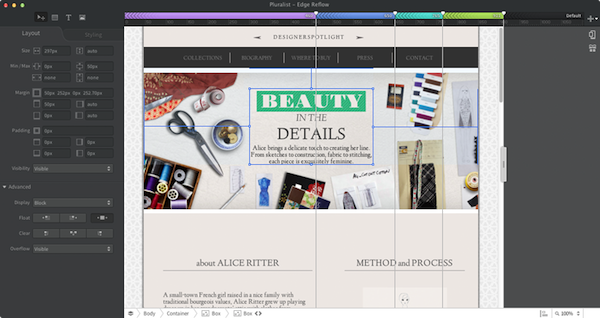 Pluralist – Edge Reflow
Default
Layout
Styling
DESIGNERSPOTLIGHT
Size 297px auto
COLLECTIONS BIOGRAPHY WHERE TO BUY PRESS CONTACT
Min/Max 0px 50px
none none
Margin 50px 252px 0px 252.70px
50px auto
0px auto
BEAUTY
IN THE
DETAILS
Alice brings a delicate touch to creating her line.
From sketches to construction, fabric to stitching,
each piece is exquisitely feminine.
Padding 0px
0px 0px
0px 0px
Visibility Visible
Advanced
Display Block
Float
Clear
Overflow Visible
about ALICE RITTER
METHOD and PROCESS
A small-town French girl raised in a nice family with
traditional bourgeois values, Alice Ritter grew up playing
Body Container Box Box
100%